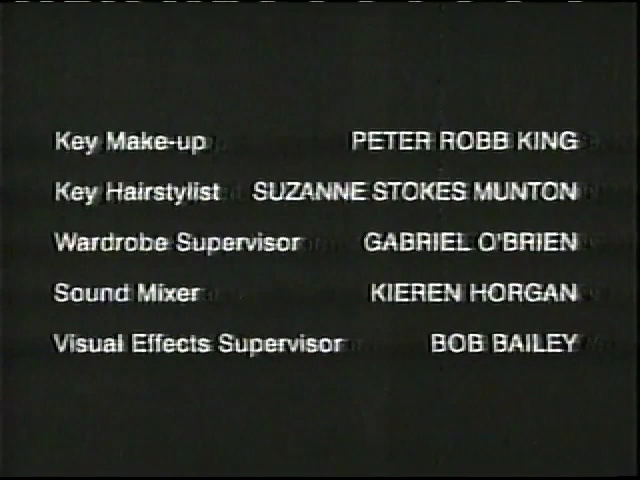 Key Make-up PETER ROBB KING
Key Hairstylist SUZANNE STOKES MUNTON
Wardrobe Supervisor GABRIEL O'BRIEN
Sound Mixer KIEREN HORGAN
Visual Effects Supervisor BOB BAILEY